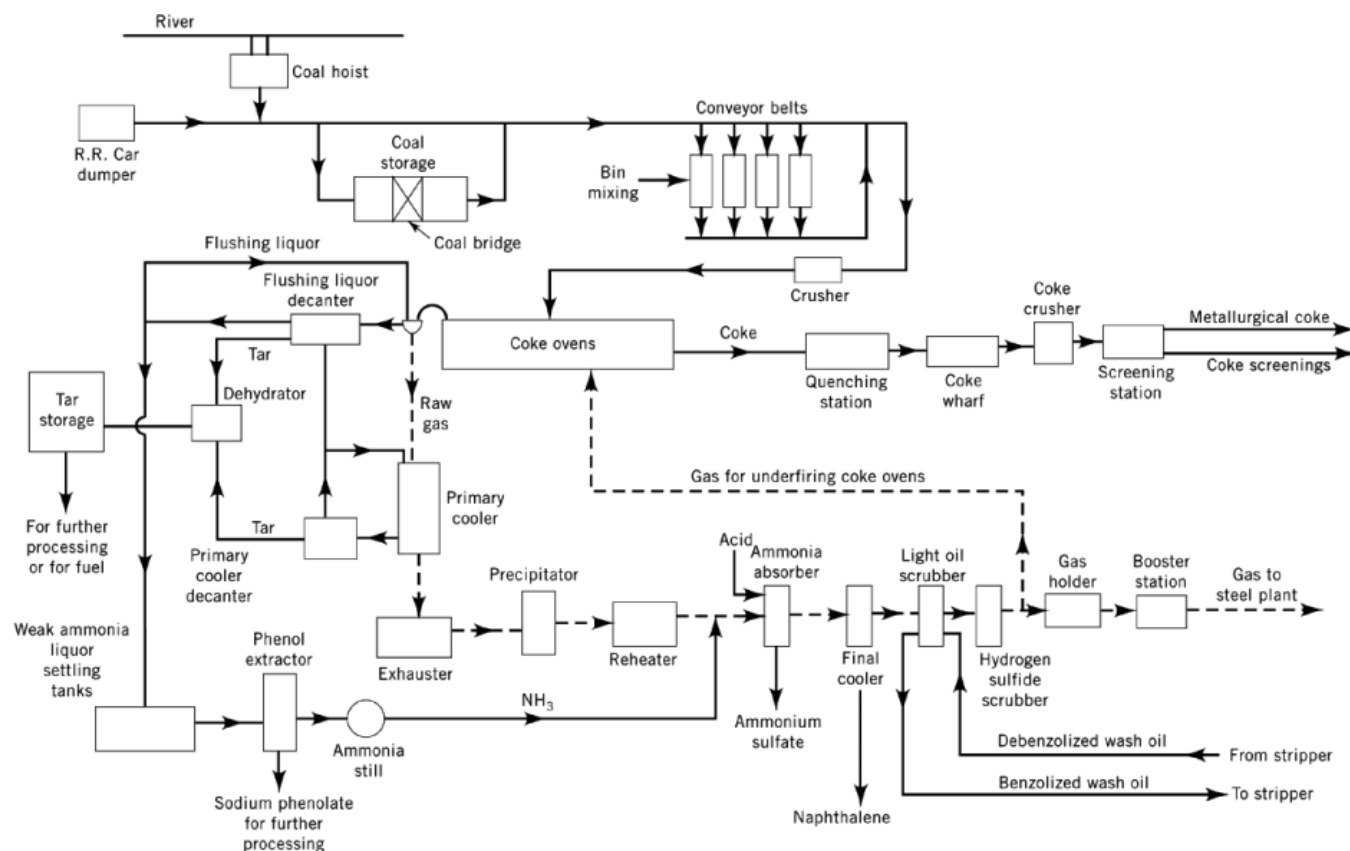 River
Coal hoist
Conveyor belts
R.R. Car
dumper
Coal
storage
Bin
mixing
Coal bridge
Flushing liquor
Flushing liquor
decanter
Crusher
Coke
crusher
Metallurgical coke
Coke ovens
Coke
Tar
Quenching
station
Coke
wharf
Screening
station
Coke screenings
Tar
storage
Dehydrator
Raw
gas
Gas for underfiring coke ovens
Primary
cooler
For further
processing
or for fuel
Tar
Primary
cooler
decanter
Acid
Ammonia
absorber
Light oil
scrubber
Gas
holder
Booster
station
Gas to
steel plant
Precipitator
Weak ammonia
liquor
settling
tanks
Phenol
extractor
Exhauster
Reheater
Final
cooler
Hydrogen
sulfide
scrubber
NH₃
Ammonia
still
Ammonium
sulfate
Debenzolized wash oil
From stripper
Benzolized wash oil
To stripper
Sodium phenolate
for further
processing
Naphthalene